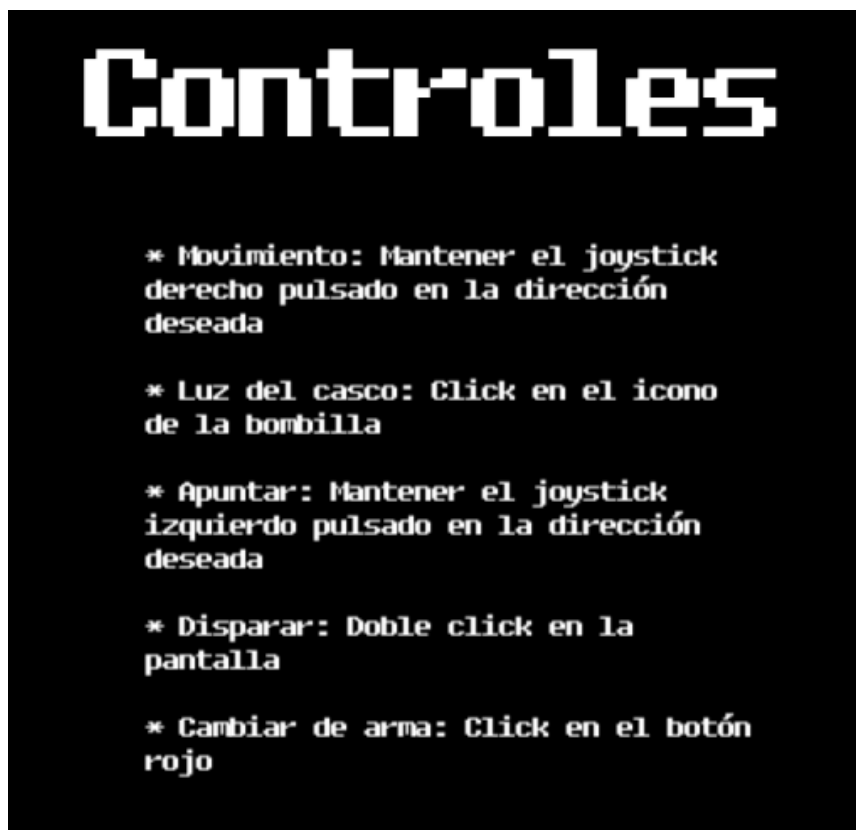 Controles
* Movimiento: Mantener el joystick
derecho pulsado en la dirección
deseada
* Luz del casco: Click en el icono
de la bombilla
* Apuntar: Mantener el joystick
izquierdo pulsado en la dirección
deseada
* Disparar: Doble click en la
pantalla
* Cambiar de arma: Click en el botón
rojo